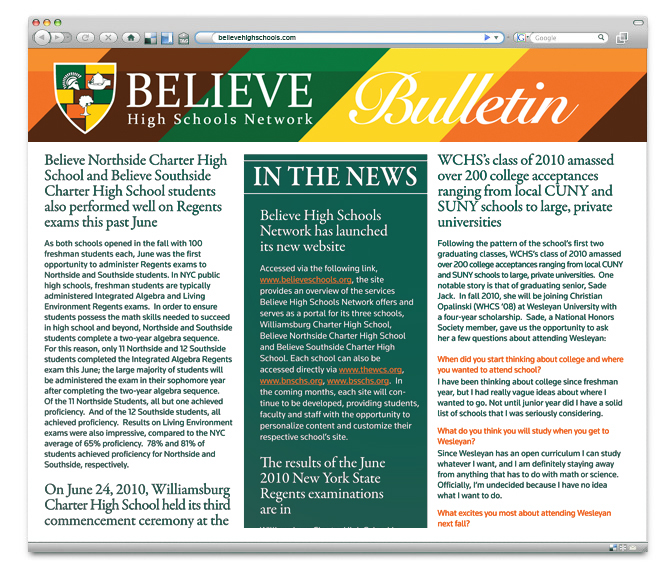 believehighschools.com
Google
BELIEVE
High Schools Network
Bulletin
Believe Northside Charter High
School and Believe Southside
Charter High School students
also performed well on Regents
exams this past June
As both schools opened in the fall with 100
freshman students each, June was the first
opportunity to administer Regents exams to
Northside and Southside students. In NYC public
high schools, freshman students are typically
administered Integrated Algebra and Living
Environment Regents exams. In order to ensure
students possess the math skills needed to succeed
in high school and beyond, Northside and Southside
students complete a two-year algebra sequence.
For this reason, only 11 Northside and 12 Southside
students completed the Integrated Algebra Regents
exam this June; the large majority of students will
be administered the exam in their sophomore year
after completing the two-year algebra sequence.
Of the 11 Northside Students, all but one achieved
proficiency. And of the 12 Southside students, all
achieved proficiency. Results on Living Environment
exams were also impressive, compared to the NYC
average of 65% proficiency. 78% and 81% of
students achieved proficiency for Northside and
Southside, respectively.
On June 24, 2010, Williamsburg
Charter High School held its third
commencement ceremony at the
IN THE NEWS
Believe High Schools
Network has launched
its new website
Accessed via the following link,
www.believeschools.org, the site
provides an overview of the services
Believe High Schools Network offers and
serves as a portal for its three schools,
Williamsburg Charter High School,
Believe Northside Charter High School
and Believe Southside Charter High
School. Each school can also be
accessed directly via www.thewcs.org,
www.bnschs.org, www.bsschs.org. In
the coming months, each site will con-
tinue to be developed, providing students,
faculty and staff with the opportunity to
personalize content and customize their
respective school's site.
The results of the June
2010 New York State
Regents examinations
are in
WCHS's class of 2010 amassed
over 200 college acceptances
ranging from local CUNY and
SUNY schools to large, private
universities
Following the pattern of the school's first two
graduating classes, WCHS's class of 2010 amassed
over 200 college acceptances ranging from local CUNY
and SUNY schools to large, private universities. One
notable story is that of graduating senior, Sade
Jack. In fall 2010, she will be joining Christian
Opalinski (WHCS '08) at Wesleyan University with
a four-year scholarship. Sade, a National Honors
Society member, gave us the opportunity to ask
her a few questions about attending Wesleyan:
When did you start thinking about college and where
you wanted to attend school?
I have been thinking about college since freshman
year, but I had really vague ideas about where I
wanted to go. Not until junior year did I have a solid
list of schools that I was seriously considering.
What do you think you will study when you get to
Wesleyan?
Since Wesleyan has an open curriculum I can study
whatever I want, and I am definitely staying away
from anything that has to do with math or science.
Officially, I'm undecided because I have no idea
what I want to do.
What excites you most about attending Wesleyan
next fall?